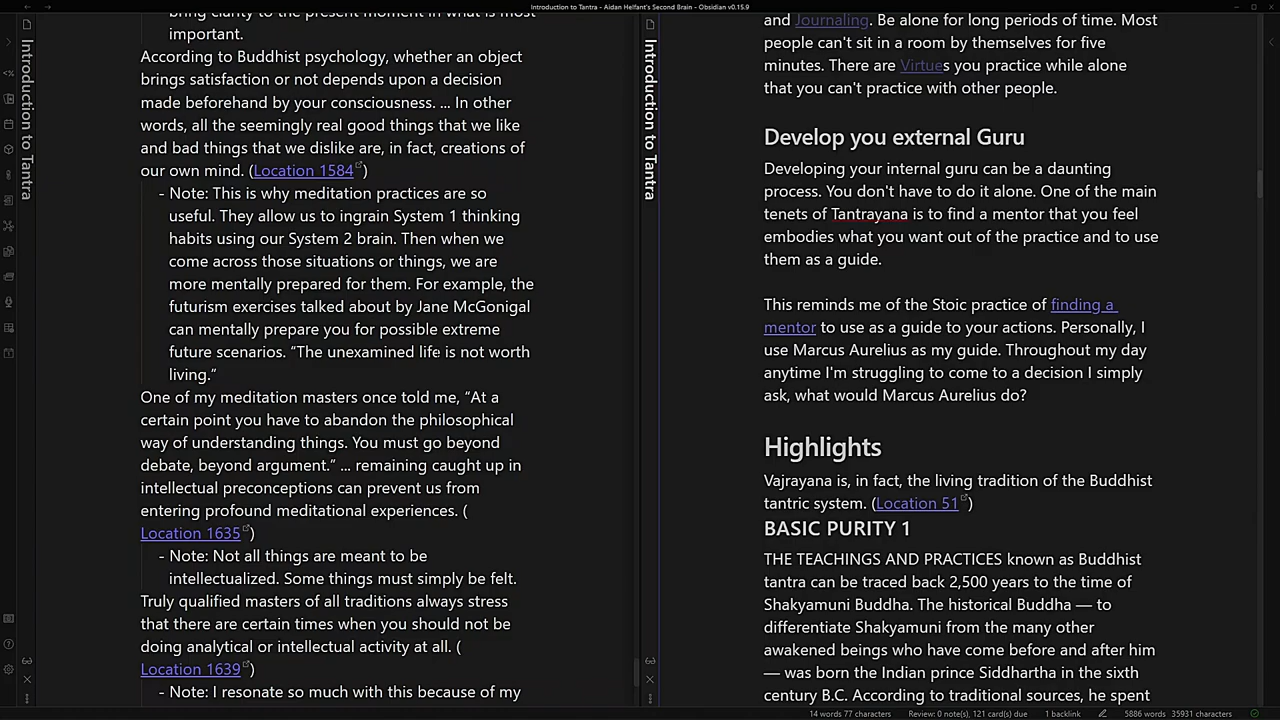 Introduction to Tantra - Aidan Helfant's Second Brain - Obsidian v0.15.9
Introduction to Tantra
bring clarity to the present moment in what is most
important.
According to Buddhist psychology, whether an object
brings satisfaction or not depends upon a decision
made beforehand by your consciousness. ... In other
words, all the seemingly real good things that we like
and bad things that we dislike are, in fact, creations of
our own mind. (Location 1584)
- Note: This is why meditation practices are so
useful. They allow us to ingrain System 1 thinking
habits using our System 2 brain. Then when we
come across those situations or things, we are
more mentally prepared for them. For example, the
futurism exercises talked about by Jane McGonigal
can mentally prepare you for possible extreme
future scenarios. “The unexamined life is not worth
living.”
One of my meditation masters once told me, “At a
certain point you have to abandon the philosophical
way of understanding things. You must go beyond
debate, beyond argument.” ... remaining caught up in
intellectual preconceptions can prevent us from
entering profound meditational experiences. (
Location 1635)
- Note: Not all things are meant to be
intellectualized. Some things must simply be felt.
Truly qualified masters of all traditions always stress
that there are certain times when you should not be
doing analytical or intellectual activity at all. (
Location 1639)
- Note: I resonate so much with this because of my
Introduction to Tantra
and Journaling. Be alone for long periods of time. Most
people can't sit in a room by themselves for five
minutes. There are Virtues you practice while alone
that you can't practice with other people.
Develop you external Guru
Developing your internal guru can be a daunting
process. You don't have to do it alone. One of the main
tenets of Tantrayana is to find a mentor that you feel
embodies what you want out of the practice and to use
them as a guide.
This reminds me of the Stoic practice of finding a
mentor to use as a guide to your actions. Personally, I
use Marcus Aurelius as my guide. Throughout my day
anytime I'm struggling to come to a decision I simply
ask, what would Marcus Aurelius do?
Highlights
Vajrayana is, in fact, the living tradition of the Buddhist
tantric system. (Location 51)
BASIC PURITY 1
THE TEACHINGS AND PRACTICES known as Buddhist
tantra can be traced back 2,500 years to the time of
Shakyamuni Buddha. The historical Buddha — to
differentiate Shakyamuni from the many other
awakened beings who have come before and after him
— was born the Indian prince Siddhartha in the sixth
century B.C. According to traditional sources, he spent
14 words 77 characters Review: 0 note(s), 121 card(s) due 1 backlink 5886 words 35931 characters